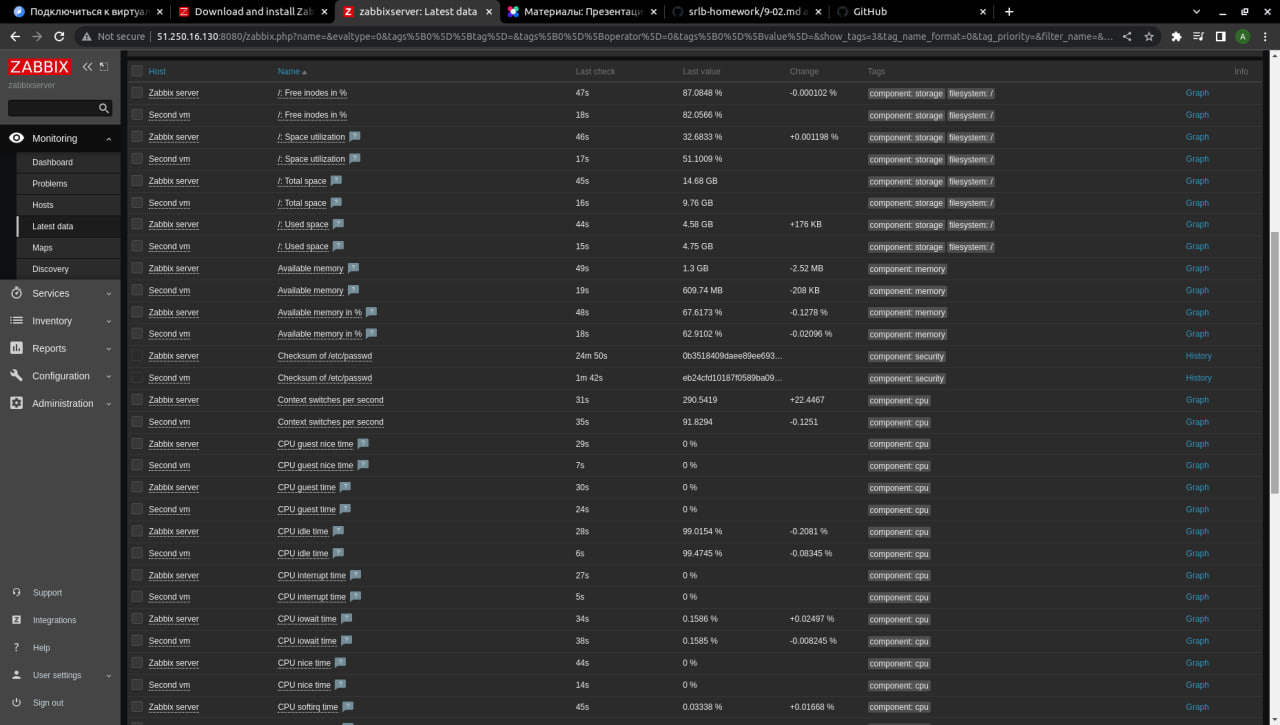 Подключиться к виртуал
Download and install Zab
zabbixserver: Latest data
Материалы: Презентаци
srlb-homework/9-02.md a
GitHub
Not secure 51.250.16.130:8080/zabbix.php?name=&evaltype=0&tags%5B0%5D%5Btag%5D=&tags%5B0%5D%5Boperator%5D=0&tags%5B0%5D%5Bvalue%5D=&show_tags=3&tag_name_format=0&tag_priority=&filter_name=&... A
ZABBIX
zabbixserver
Monitoring
Dashboard
Problems
Hosts
Latest data
Maps
Discovery
Services
Inventory
Reports
Configuration
Administration
Support
Integrations
Help
User settings
Sign out
Host Name Last check Last value Change Tags Info
Zabbix server /: Free inodes in % 47s 87.0848 % -0.000102 % component: storage filesystem: / Graph
Second vm /: Free inodes in % 18s 82.0566 % component: storage filesystem: / Graph
Zabbix server /: Space utilization ? 46s 32.6833 % +0.001198 % component: storage filesystem: / Graph
Second vm /: Space utilization ? 17s 51.1009 % component: storage filesystem: / Graph
Zabbix server /: Total space ? 45s 14.68 GB component: storage filesystem: / Graph
Second vm /: Total space ? 16s 9.76 GB component: storage filesystem: / Graph
Zabbix server /: Used space ? 44s 4.58 GB +176 KB component: storage filesystem: / Graph
Second vm /: Used space ? 15s 4.75 GB component: storage filesystem: / Graph
Zabbix server Available memory ? 49s 1.3 GB -2.52 MB component: memory Graph
Second vm Available memory ? 19s 609.74 MB -208 KB component: memory Graph
Zabbix server Available memory in % ? 48s 67.6173 % -0.1278 % component: memory Graph
Second vm Available memory in % ? 18s 62.9102 % -0.02096 % component: memory Graph
Zabbix server Checksum of /etc/passwd 24m 50s 0b3518409daee89ee693... component: security History
Second vm Checksum of /etc/passwd 1m 42s eb24cfd10187f0589ba09... component: security History
Zabbix server Context switches per second 31s 290.5419 +22.4467 component: cpu Graph
Second vm Context switches per second 35s 91.8294 -0.1251 component: cpu Graph
Zabbix server CPU guest nice time ? 29s 0 % component: cpu Graph
Second vm CPU guest nice time ? 7s 0 % component: cpu Graph
Zabbix server CPU guest time ? 30s 0 % component: cpu Graph
Second vm CPU guest time ? 24s 0 % component: cpu Graph
Zabbix server CPU idle time ? 28s 99.0154 % -0.2081 % component: cpu Graph
Second vm CPU idle time ? 6s 99.4745 % -0.08345 % component: cpu Graph
Zabbix server CPU interrupt time ? 27s 0 % component: cpu Graph
Second vm CPU interrupt time ? 5s 0 % component: cpu Graph
Zabbix server CPU iowait time ? 34s 0.1586 % +0.02497 % component: cpu Graph
Second vm CPU iowait time ? 38s 0.1585 % -0.008245 % component: cpu Graph
Zabbix server CPU nice time ? 44s 0 % component: cpu Graph
Second vm CPU nice time ? 14s 0 % component: cpu Graph
Zabbix server CPU softirq time ? 45s 0.03338 % +0.01668 % component: cpu Graph